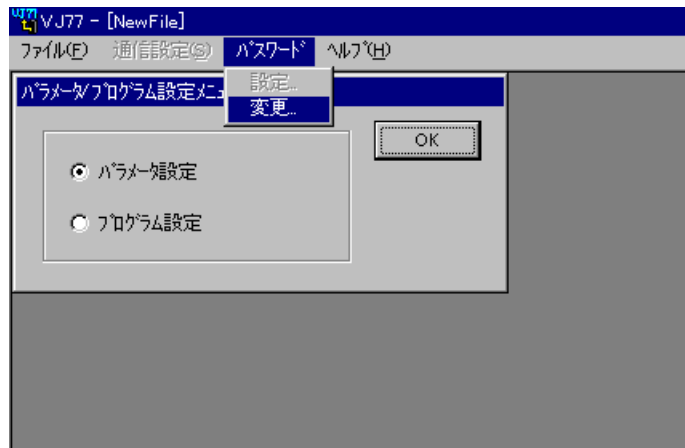 VJ77
VJ77 - [NewFile]
ファイル(F) 通信設定(S) パスワード ヘルプ(H)
設定...
変更...
パラメータ/プログラム設定メニュ
OK
パラメータ設定
プログラム設定